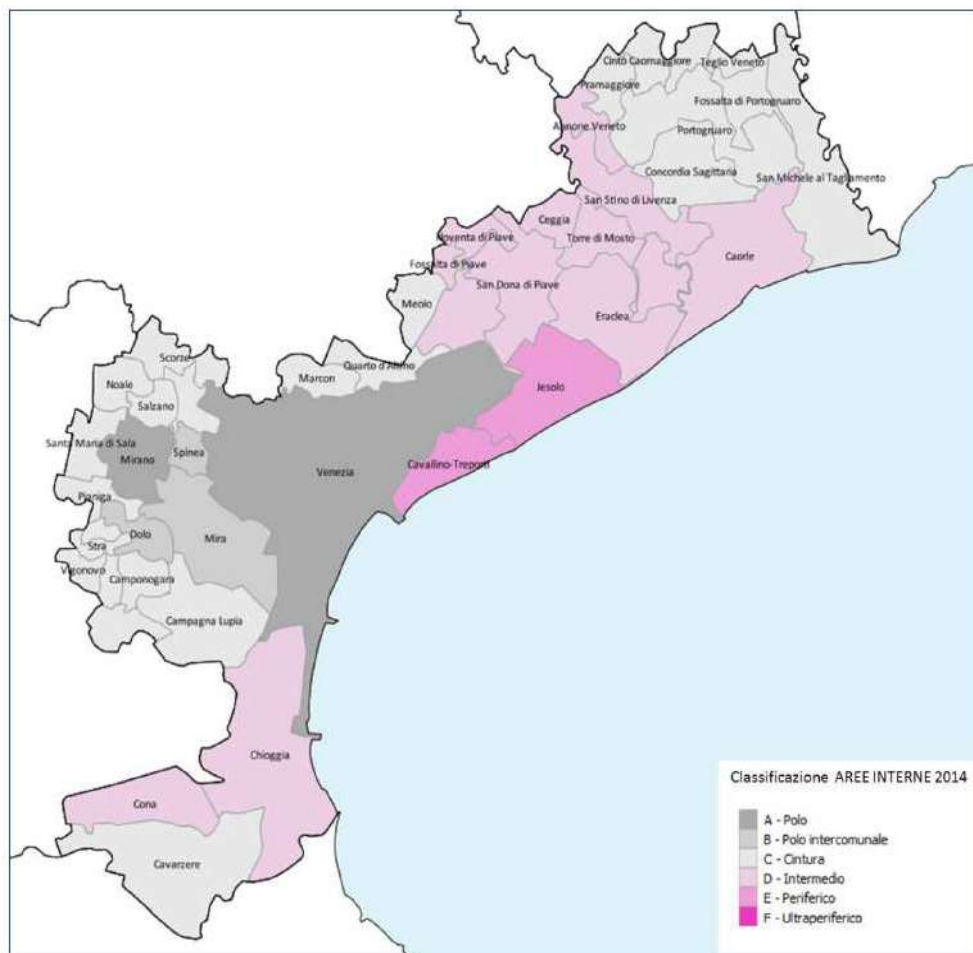 Cinto Caomaggiore
Teglio Veneto
Pramaggiore
Fossalta di Portogruaro
Annone Veneto
Portogruaro
Concordia Sagittaria
San Michele al Tagliamento
San Stino di Livenza
Ceggia
Noventa di Piave
Torre di Mosto
Caorle
Fossalta di Piave
San Dona di Piave
Meolo
Eraclea
Scorze
Quarto d'Altino
Marcon
Noale
Jesolo
Salzano
Santa Maria di Sala
Spinea
Mirano
Venezia
Cavallino-Treporti
Pianiga
Dolo
Mira
Stra
Vigonovo
Camponogara
Campagna Lupia
Chioggia
Cona
Cavarzere
Classificazione AREE INTERNE 2014
A - Polo
B - Polo intercomunale
C - Cintura
D - Intermedio
E - Periferico
F - Ultraperiferico